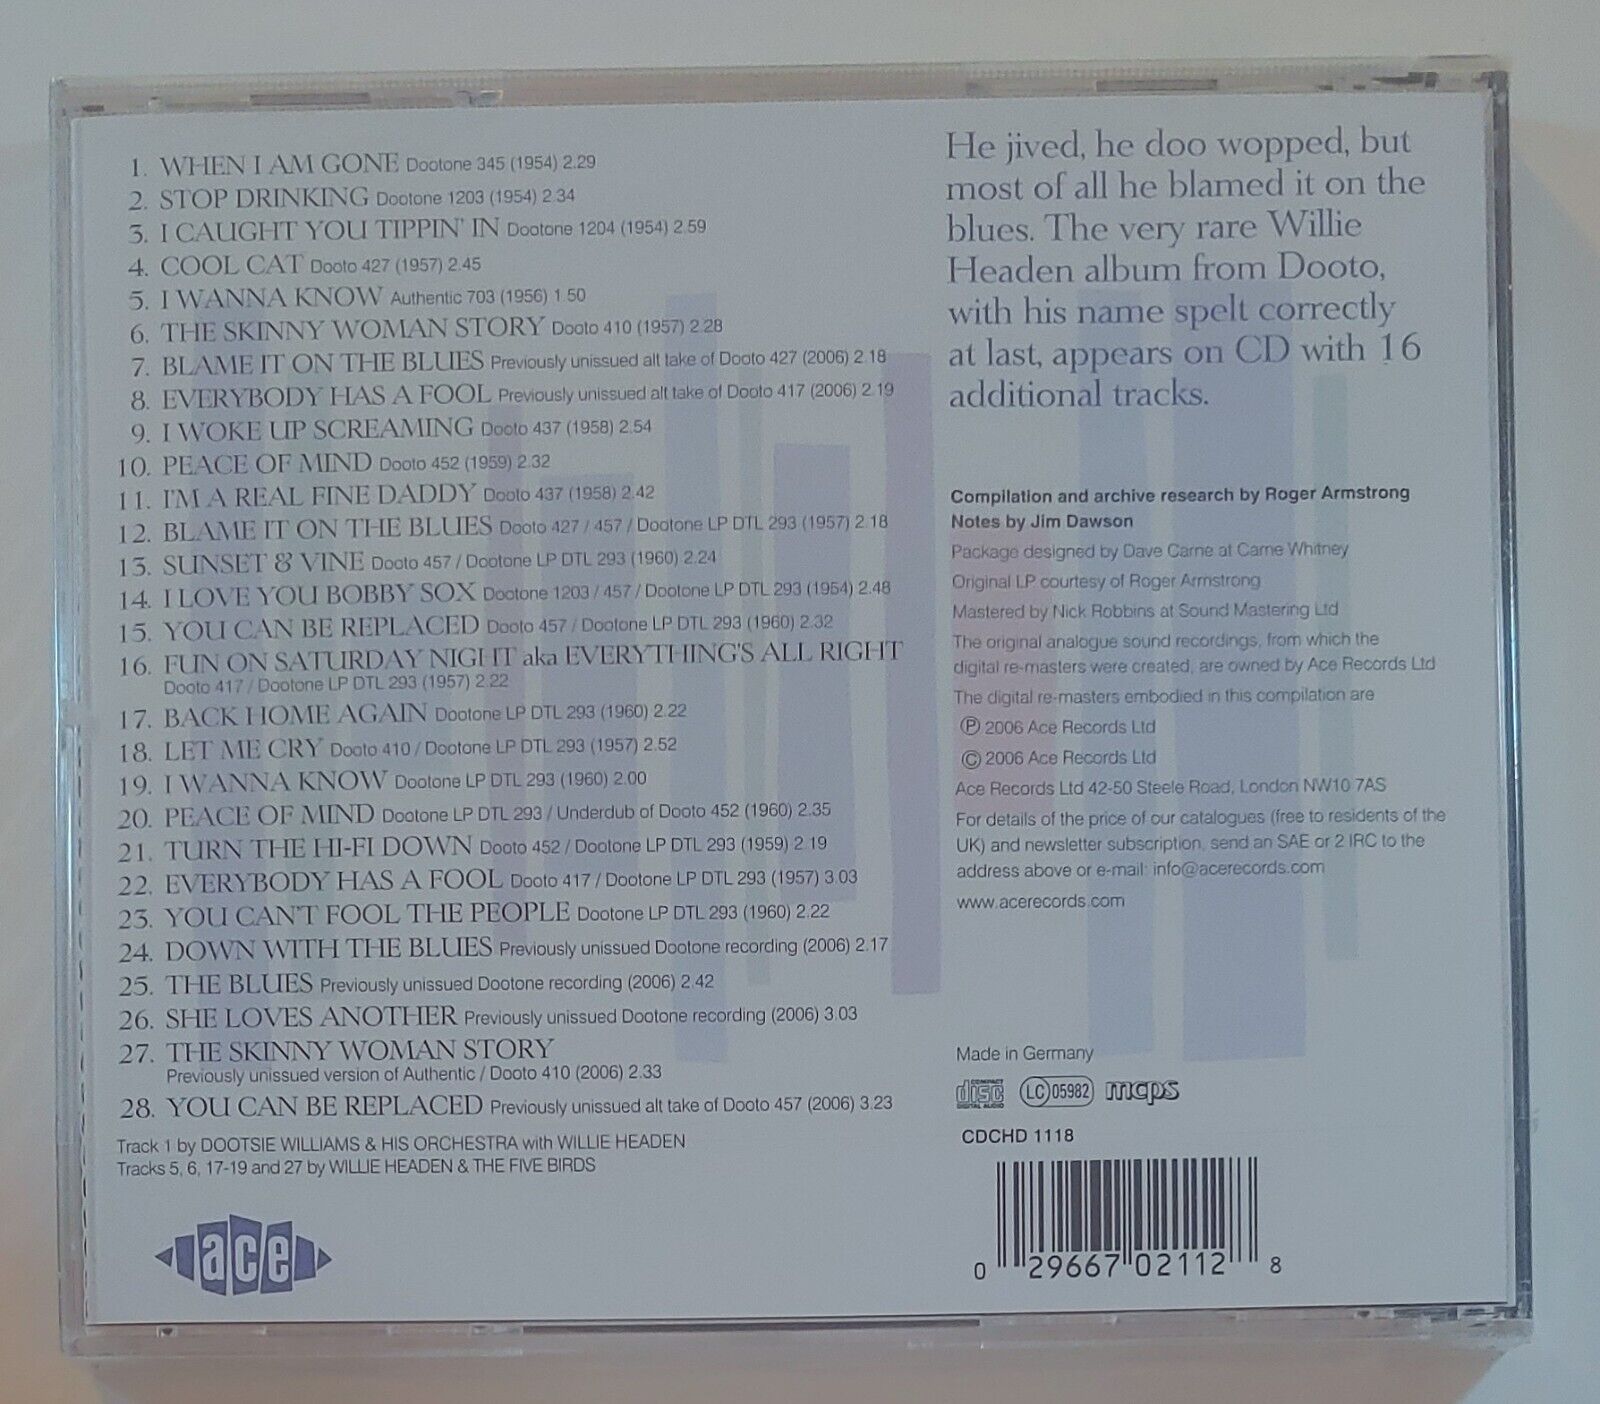 1. WHEN I AM GONE Dootone 345 (1954) 2.29
2. STOP DRINKING Dootone 1203 (1954) 2.34
3. I CAUGHT YOU TIPPIN' IN Dootone 1204 (1954) 2.59
4. COOL CAT Dooto 427 (1957) 2.45
5. I WANNA KNOW Authentic 703 (1956) 1.50
6. THE SKINNY WOMAN STORY Dooto 410 (1957) 2.28
7. BLAME IT ON THE BLUES Previously unissued alt take of Dooto 427 (2006) 2.18
8. EVERYBODY HAS A FOOL Previously unissued alt take of Dooto 417 (2006) 2.19
9. I WOKE UP SCREAMING Dooto 437 (1958) 2.54
10. PEACE OF MIND Dooto 452 (1959) 2.32
11. I'M A REAL FINE DADDY Dooto 437 (1958) 2.42
12. BLAME IT ON THE BLUES Dooto 427 / 457 / Dootone LP DTL 293 (1957) 2.18
13. SUNSET & VINE Dooto 457 / Dootone LP DTL 293 (1960) 2.24
14. I LOVE YOU BOBBY SOX Dootone 1203 / 457 / Dootone LP DTL 293 (1954) 2.48
15. YOU CAN BE REPLACED Dooto 457 / Dootone LP DTL 293 (1960) 2.32
16. FUN ON SATURDAY NIGHT aka EVERYTHING'S ALL RIGHT
Dooto 417 / Dootone LP DTL 293 (1957) 2.22
17. BACK HOME AGAIN Dootone LP DTL 293 (1960) 2.22
18. LET ME CRY Dooto 410 / Dootone LP DTL 293 (1957) 2.52
19. I WANNA KNOW Dootone LP DTL 293 (1960) 2.00
20. PEACE OF MIND Dootone LP DTL 293 / Underdub of Dooto 452 (1960) 2.35
21. TURN THE HI-FI DOWN Dooto 452 / Dootone LP DTL 293 (1959) 2.19
22. EVERYBODY HAS A FOOL Dooto 417 / Dootone LP DTL 293 (1957) 3.03
23. YOU CAN'T FOOL THE PEOPLE Dootone LP DTL 293 (1960) 2.22
24. DOWN WITH THE BLUES Previously unissued Dootone recording (2006) 2.17
25. THE BLUES Previously unissued Dootone recording (2006) 2.42
26. SHE LOVES ANOTHER Previously unissued Dootone recording (2006) 3.03
27. THE SKINNY WOMAN STORY
Previously unissued version of Authentic / Dooto 410 (2006) 2.33
28. YOU CAN BE REPLACED Previously unissued alt take of Dooto 457 (2006) 3.23
Track 1 by DOOTSIE WILLIAMS & HIS ORCHESTRA with WILLIE HEADEN
Tracks 5, 6, 17-19 and 27 by WILLIE HEADEN & THE FIVE BIRDS
ace
He jived, he doo wopped, but
most of all he blamed it on the
blues. The very rare Willie
Headen album from Dooto,
with his name spelt correctly
at last, appears on CD with 16
additional tracks.
Compilation and archive research by Roger Armstrong
Notes by Jim Dawson
Package designed by Dave Carne at Carne Whitney
Original LP courtesy of Roger Armstrong
Mastered by Nick Robbins at Sound Mastering Ltd
The original analogue sound recordings, from which the
digital re-masters were created, are owned by Ace Records Ltd
The digital re-masters embodied in this compilation are
Ⓟ 2006 Ace Records Ltd
© 2006 Ace Records Ltd
Ace Records Ltd 42-50 Steele Road, London NW10 7AS
For details of the price of our catalogues (free to residents of the
UK) and newsletter subscription, send an SAE or 2 IRC to the
address above or e-mail: info@acerecords.com
www.acerecords.com
Made in Germany
COMPACT disc DIGITAL AUDIO LC 05982 mcps
CDCHD 1118
0 29667 02112 8